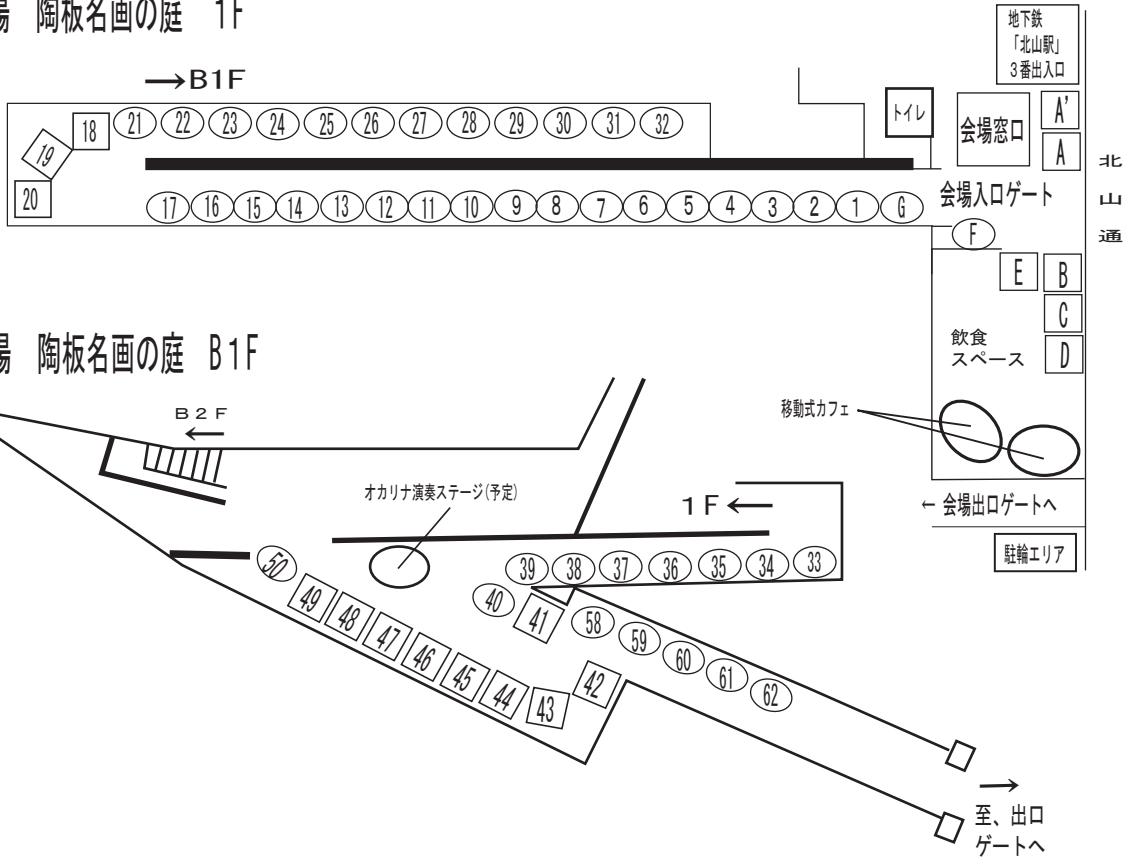 場 陶板名画の庭 1F
地下鉄
「北山駅」
3番出入口
→B1F
トイレ
会場窓口
A'
A
北山通
18 21 22 23 24 25 26 27 28 29 30 31 32
19
20
17 16 15 14 13 12 11 10 9 8 7 6 5 4 3 2 1 G
会場入口ゲート
F
E
B
C
D
飲食
スペース
移動式カフェ
← 会場出口ゲートへ
駐輪エリア
場 陶板名画の庭 B1F
B2F
←
オカリナ演奏ステージ(予定)
1F←
39 38 37 36 35 34 33
50 49 48 47 46 45 44 43 42
40 41 58 59 60 61 62
→
至、出口
ゲートへ